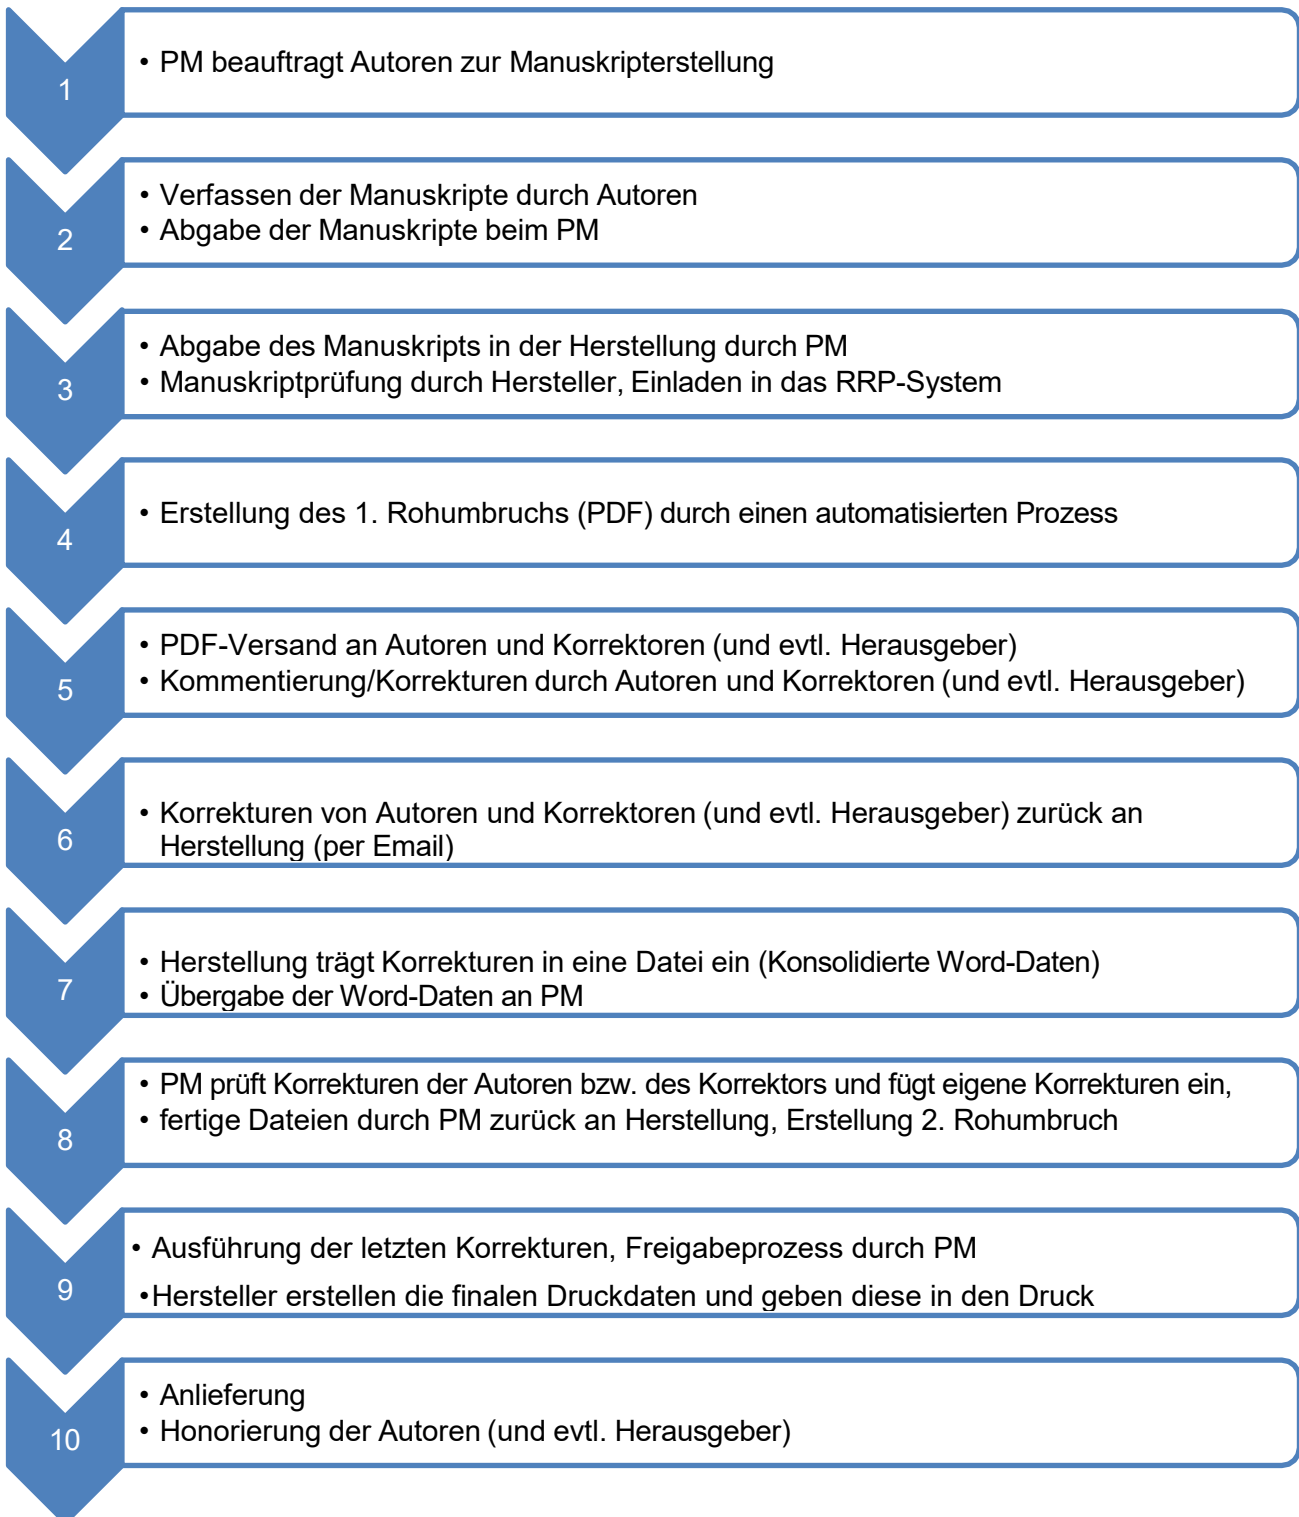 1
• PM beauftragt Autoren zur Manuskripterstellung
2
• Verfassen der Manuskripte durch Autoren
• Abgabe der Manuskripte beim PM
3
• Abgabe des Manuskripts in der Herstellung durch PM
• Manuskriptprüfung durch Hersteller, Einladen in das RRP-System
4
• Erstellung des 1. Rohumbruchs (PDF) durch einen automatisierten Prozess
5
• PDF-Versand an Autoren und Korrektoren (und evtl. Herausgeber)
• Kommentierung/Korrekturen durch Autoren und Korrektoren (und evtl. Herausgeber)
6
• Korrekturen von Autoren und Korrektoren (und evtl. Herausgeber) zurück an
Herstellung (per Email)
7
• Herstellung trägt Korrekturen in eine Datei ein (Konsolidierte Word-Daten)
• Übergabe der Word-Daten an PM
8
• PM prüft Korrekturen der Autoren bzw. des Korrektors und fügt eigene Korrekturen ein,
• fertige Dateien durch PM zurück an Herstellung, Erstellung 2. Rohumbruch
9
• Ausführung der letzten Korrekturen, Freigabeprozess durch PM
•Hersteller erstellen die finalen Druckdaten und geben diese in den Druck
10
• Anlieferung
• Honorierung der Autoren (und evtl. Herausgeber)